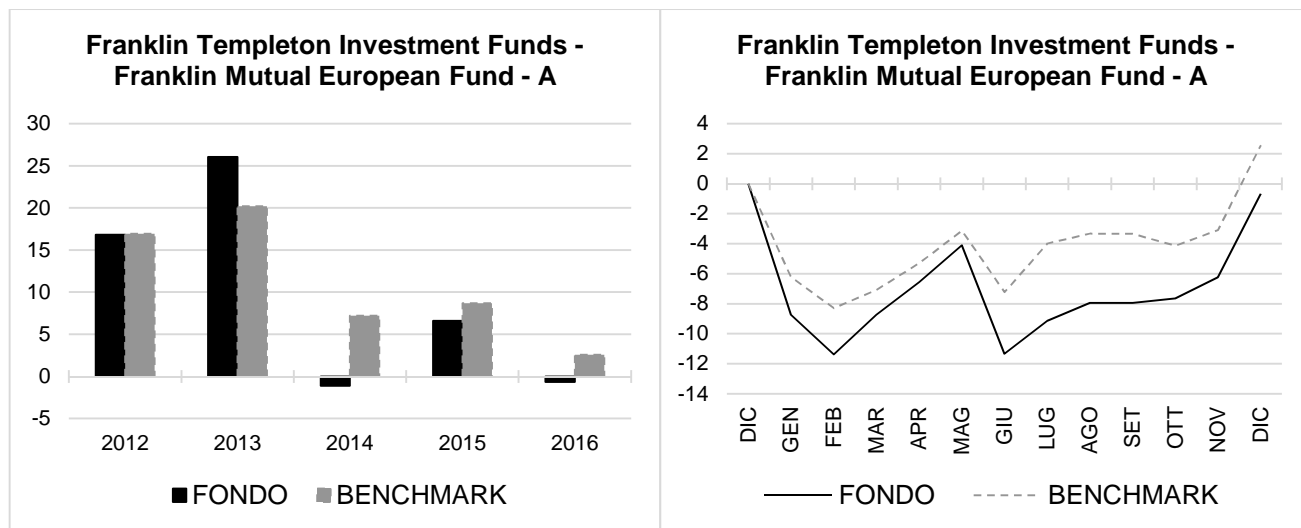 Franklin Templeton Investment Funds -
Franklin Mutual European Fund - A
30
25
20
15
10
5
0
-5
2012 2013 2014 2015 2016
FONDO BENCHMARK
Franklin Templeton Investment Funds -
Franklin Mutual European Fund - A
4
2
0
-2
-4
-6
-8
-10
-12
-14
DIC GEN FEB MAR APR MAG GIU LUG AGO SET OTT NOV DIC
FONDO BENCHMARK